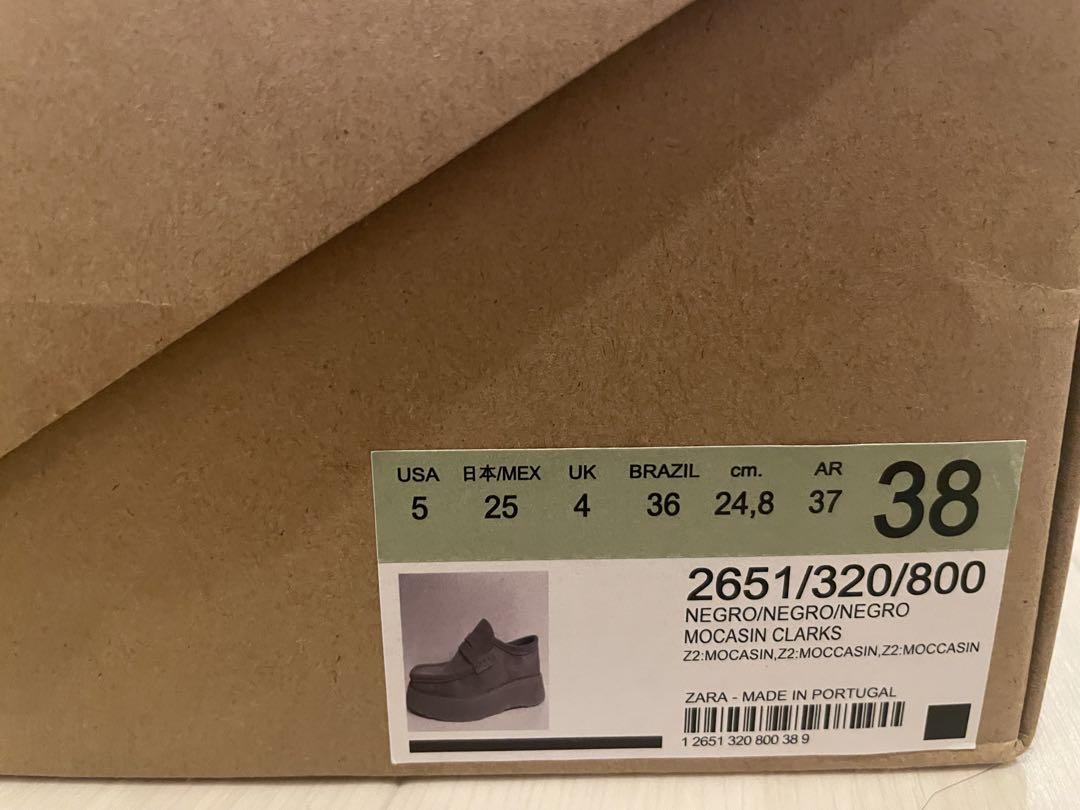 USA 日本/MEX UK BRAZIL cm. AR 38
5 25 4 36 24,8 37
2651/320/800
NEGRO/NEGRO/NEGRO
MOCASIN CLARKS
Z2:MOCASIN,Z2:MOCCASIN,Z2:MOCCASIN
ZARA - MADE IN PORTUGAL
1 2651 320 800 38 9